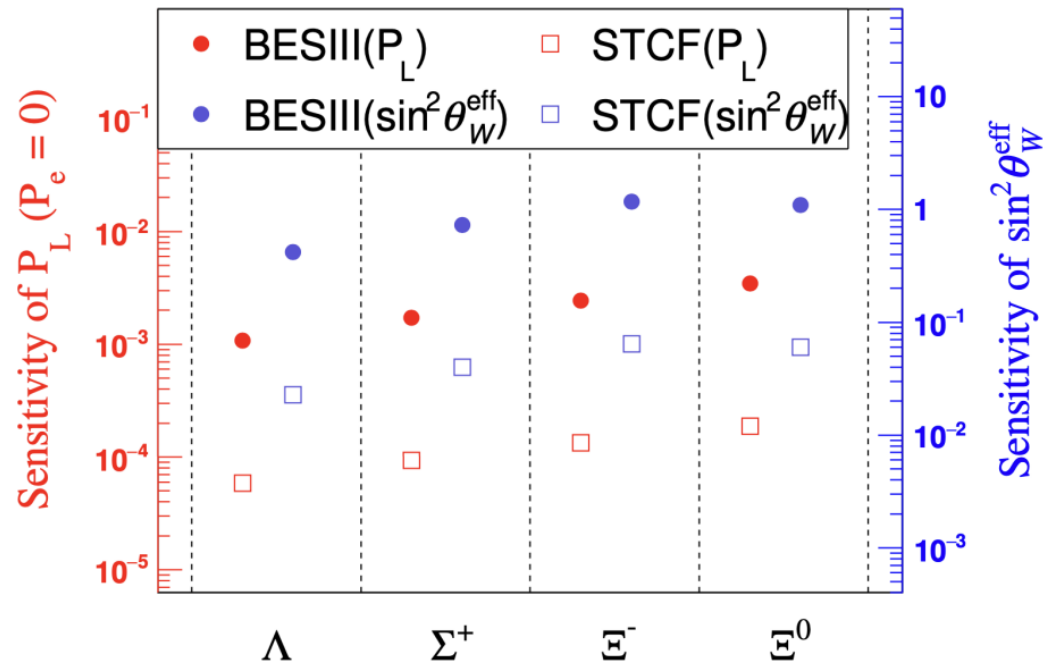 BESIII(P_L) STCF(P_L)
BESIII(sin²θ_W^eff) STCF(sin²θ_W^eff)
Sensitivity of P_L (P_e = 0)
10⁻¹
10⁻²
10⁻³
10⁻⁴
10⁻⁵
10
1
10⁻¹
10⁻²
10⁻³
Sensitivity of sin²θ_W^eff
Λ Σ⁺ Ξ⁻ Ξ⁰